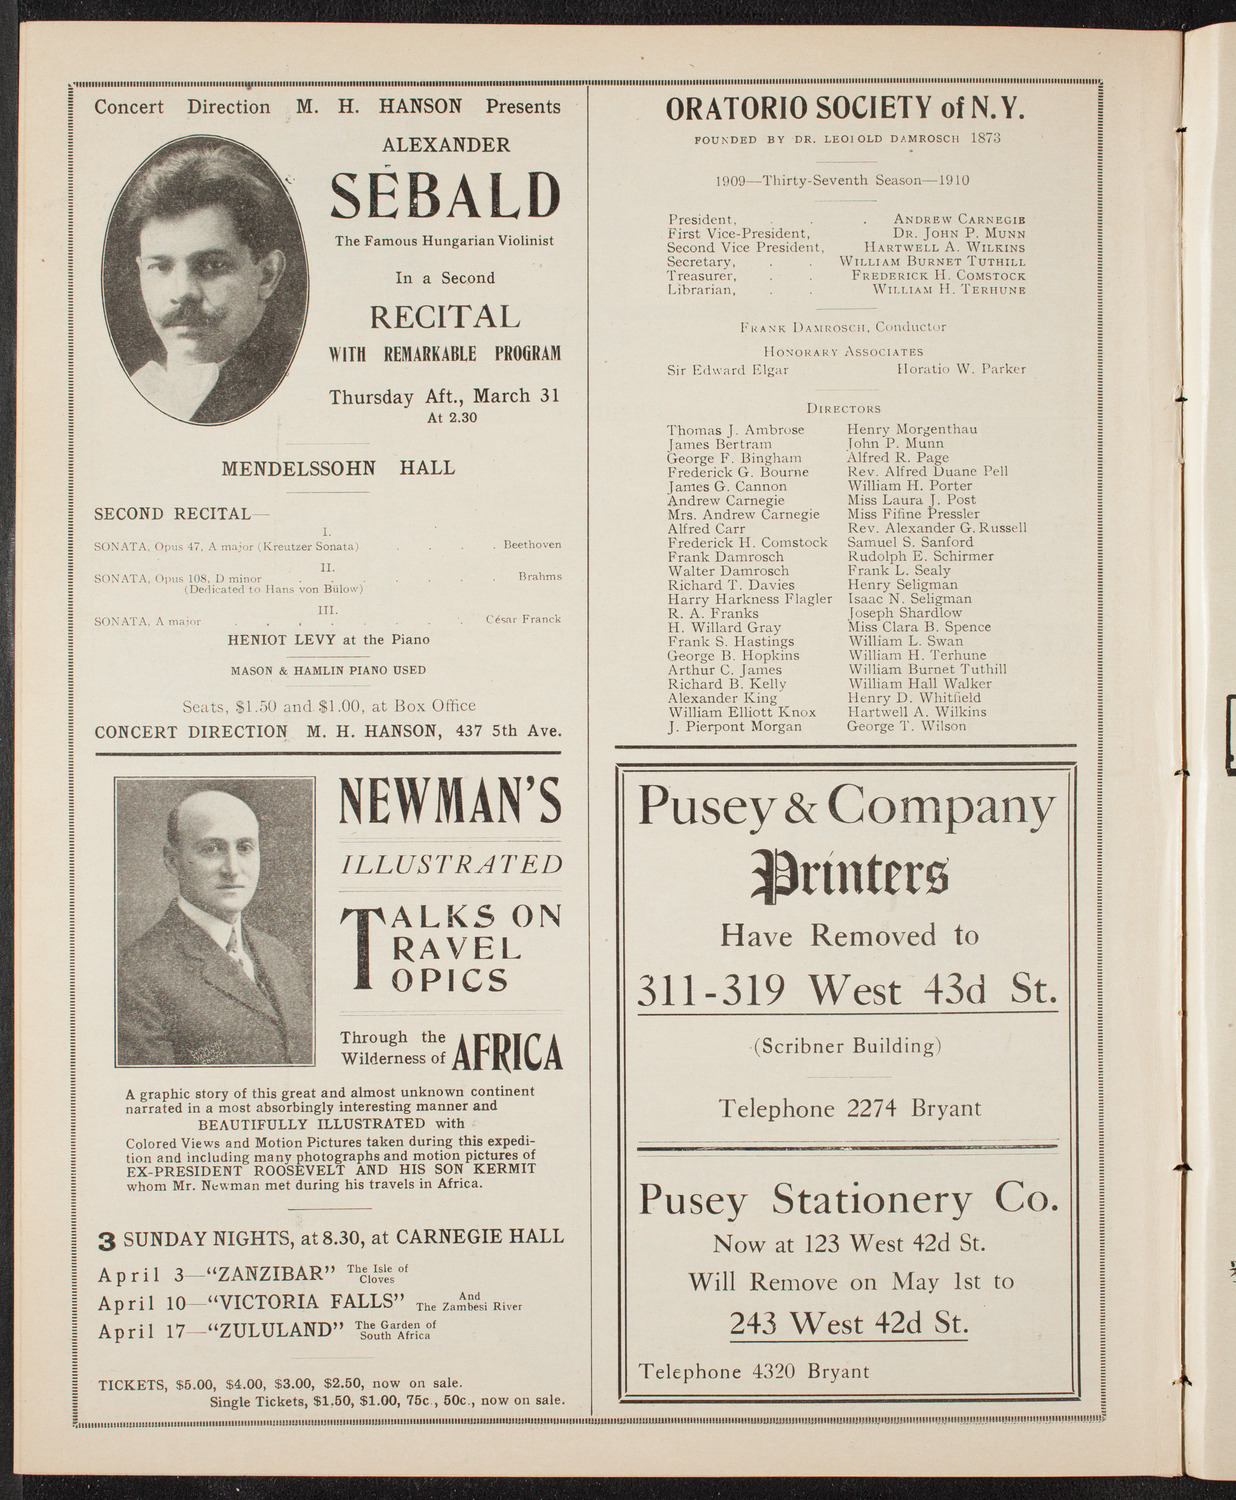 Concert Direction M. H. HANSON Presents
ALEXANDER
SÉBALD
The Famous Hungarian Violinist
In a Second
RECITAL
WITH REMARKABLE PROGRAM
Thursday Aft., March 31
At 2.30
MENDELSSOHN HALL
SECOND RECITAL—
I.
SONATA, Opus 47, A major (Kreutzer Sonata) . . . . Beethoven
II.
SONATA, Opus 108, D minor . . . . . . . Brahms
(Dedicated to Hans von Bülow)
III.
SONATA, A major . . . . . . . . César Franck
HENIOT LEVY at the Piano
MASON & HAMLIN PIANO USED
Seats, $1.50 and $1.00, at Box Office
CONCERT DIRECTION M. H. HANSON, 437 5th Ave.
NEWMAN'S
ILLUSTRATED
TALKS ON
TRAVEL
TOPICS
Through the
Wilderness of AFRICA
A graphic story of this great and almost unknown continent
narrated in a most absorbingly interesting manner and
BEAUTIFULLY ILLUSTRATED with
Colored Views and Motion Pictures taken during this expedi-
tion and including many photographs and motion pictures of
EX-PRESIDENT ROOSEVELT AND HIS SON KERMIT
whom Mr. Newman met during his travels in Africa.
3 SUNDAY NIGHTS, at 8.30, at CARNEGIE HALL
April 3—"ZANZIBAR" The Isle of Cloves
April 10—"VICTORIA FALLS" And The Zambesi River
April 17—"ZULULAND" The Garden of South Africa
TICKETS, $5.00, $4.00, $3.00, $2.50, now on sale.
Single Tickets, $1.50, $1.00, 75c., 50c., now on sale.
ORATORIO SOCIETY of N.Y.
FOUNDED BY DR. LEOIOLD DAMROSCH 1873
1909—Thirty-Seventh Season—1910
President, . . . ANDREW CARNEGIE
First Vice-President, DR. JOHN P. MUNN
Second Vice President, HARTWELL A. WILKINS
Secretary, . . WILLIAM BURNET TUTHILL
Treasurer, . . FREDERICK H. COMSTOCK
Librarian, . . WILLIAM H. TERHUNE
FRANK DAMROSCH, Conductor
HONORARY ASSOCIATES
Sir Edward Elgar Horatio W. Parker
DIRECTORS
Thomas J. Ambrose
James Bertram
George F. Bingham
Frederick G. Bourne
James G. Cannon
Andrew Carnegie
Mrs. Andrew Carnegie
Alfred Carr
Frederick H. Comstock
Frank Damrosch
Walter Damrosch
Richard T. Davies
Harry Harkness Flagler
R. A. Franks
H. Willard Gray
Frank S. Hastings
George B. Hopkins
Arthur C. James
Richard B. Kelly
Alexander King
William Elliott Knox
J. Pierpont Morgan
Henry Morgenthau
John P. Munn
Alfred R. Page
Rev. Alfred Duane Pell
William H. Porter
Miss Laura J. Post
Miss Fifine Pressler
Rev. Alexander G. Russell
Samuel S. Sanford
Rudolph E. Schirmer
Frank L. Sealy
Henry Seligman
Isaac N. Seligman
Joseph Shardlow
Miss Clara B. Spence
William L. Swan
William H. Terhune
William Burnet Tuthill
William Hall Walker
Henry D. Whitfield
Hartwell A. Wilkins
George T. Wilson
Pusey & Company
Printers
Have Removed to
311-319 West 43d St.
(Scribner Building)
Telephone 2274 Bryant
Pusey Stationery Co.
Now at 123 West 42d St.
Will Remove on May 1st to
243 West 42d St.
Telephone 4320 Bryant